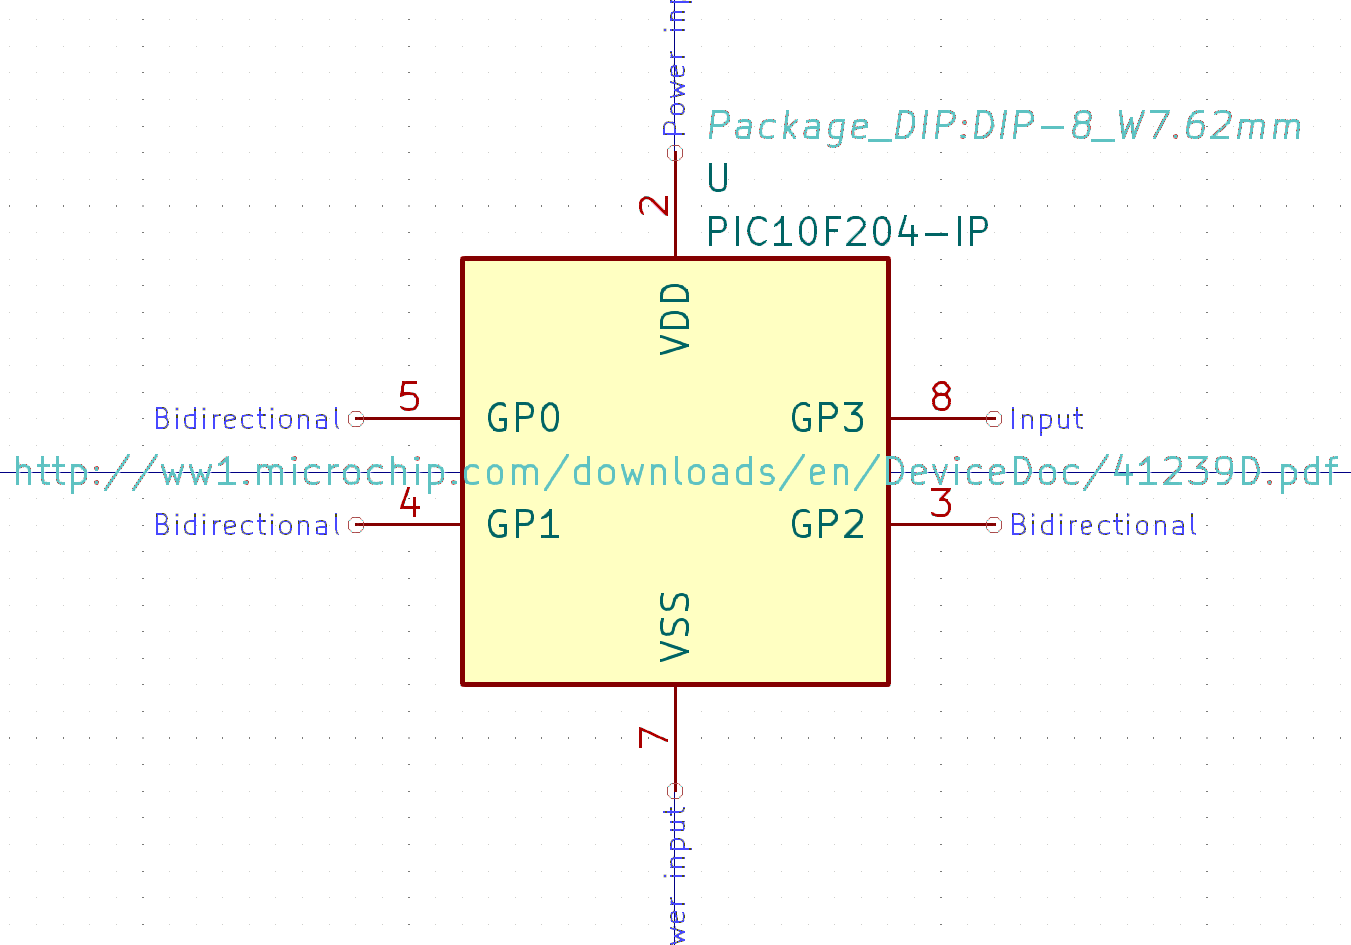 Power inp
Package_DIP:DIP-8_W7.62mm
U
2
PIC10F204-IP
VDD
5
8
Bidirectional
GP0
GP3
Input
http://ww1.microchip.com/downloads/en/DeviceDoc/41239D.pdf
4
3
Bidirectional
GP1
GP2
Bidirectional
VSS
7
wer input